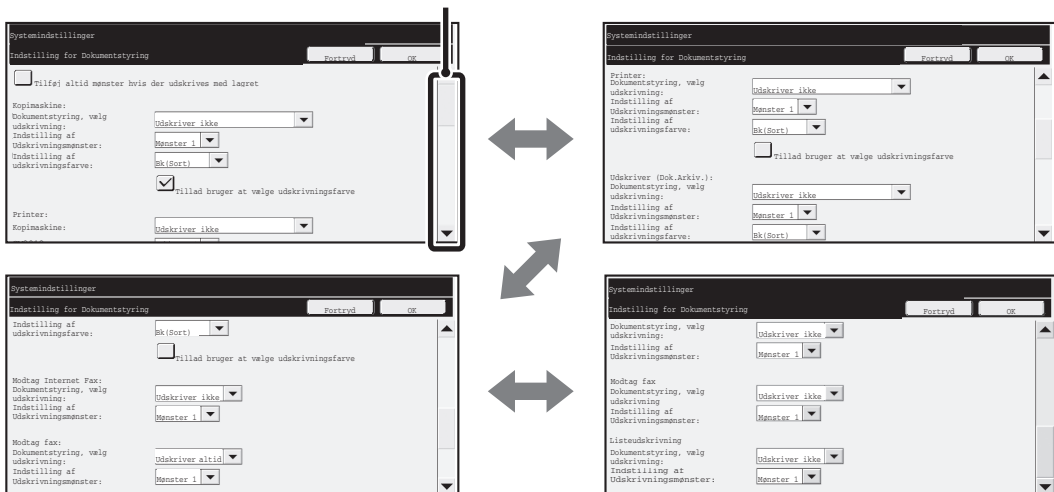 Systemindstillinger
Indstilling for Dokumentstyring
Fortryd
OK
Tilføj altid mønster hvis der udskrives med lagret
Kopimaskine:
Dokumentstyring, vælg
udskrivning:
Udskriver ikke
Indstilling af
Udskrivningsmønster:
Mønster 1
Indstilling af
udskrivningsfarve:
Bk(Sort)
Tillad bruger at vælge udskrivningsfarve
Printer:
Kopimaskine:
Udskriver ikke
Systemindstillinger
Indstilling for Dokumentstyring
Fortryd
OK
Printer:
Dokumentstyring, vælg
udskrivning:
Udskriver ikke
Indstilling af
Udskrivningsmønster:
Mønster 1
Indstilling af
udskrivningsfarve:
Bk(Sort)
Tillad bruger at vælge udskrivningsfarve
Udskriver (Dok.Arkiv.):
Dokumentstyring, vælg
udskrivning:
Udskriver ikke
Indstilling af
Udskrivningsmønster:
Mønster 1
Indstilling af
udskrivningsfarve:
Bk(Sort)
Systemindstillinger
Indstilling for Dokumentstyring
Fortryd
OK
Indstilling af
udskrivningsfarve:
Bk(Sort)
Tillad bruger at vælge udskrivningsfarve
Modtag Internet Fax:
Dokumentstyring, vælg
udskrivning:
Udskriver ikke
Indstilling af
Udskrivningsmønster:
Mønster 1
Modtag fax:
Dokumentstyring, vælg
udskrivning:
Udskriver altid
Indstilling af
Udskrivningsmønster:
Mønster 1
Systemindstillinger
Indstilling for Dokumentstyring
Fortryd
OK
Dokumentstyring, vælg
udskrivning:
Udskriver ikke
Indstilling af
Udskrivningsmønster:
Mønster 1
Modtag fax
Dokumentstyring, vælg
udskrivning
Udskriver ikke
Indstilling af
Udskrivningsmønster:
Mønster 1
Listeudskrivning
Dokumentstyring, vælg
udskrivning:
Udskriver ikke
Indstilling af
Udskrivningsmønster:
Mønster 1